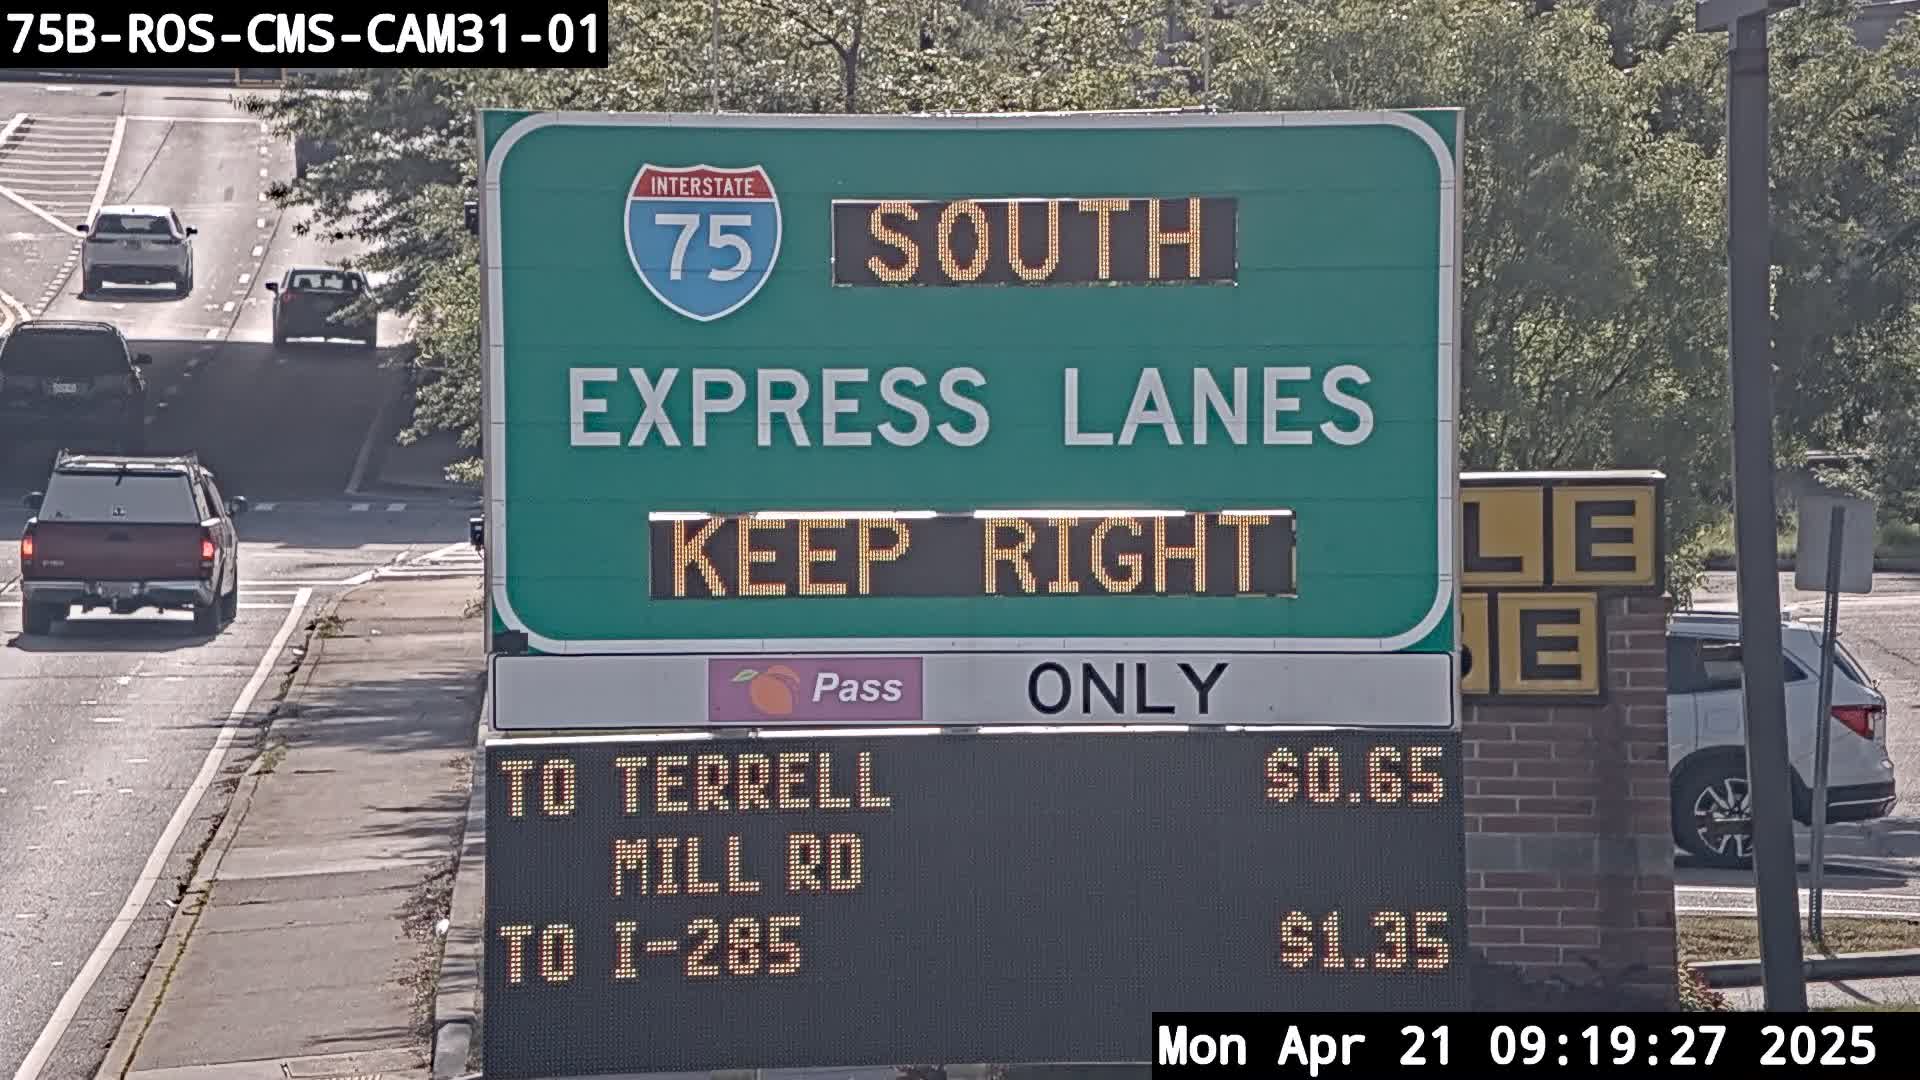 75B-ROS-CMS-CAM31-01
INTERSTATE
75
SOUTH
EXPRESS LANES
KEEP RIGHT
Pass ONLY
TO TERRELL $0.65
MILL RD
TO I-285 $1.35
LE
E
Mon Apr 21 09:19:27 2025